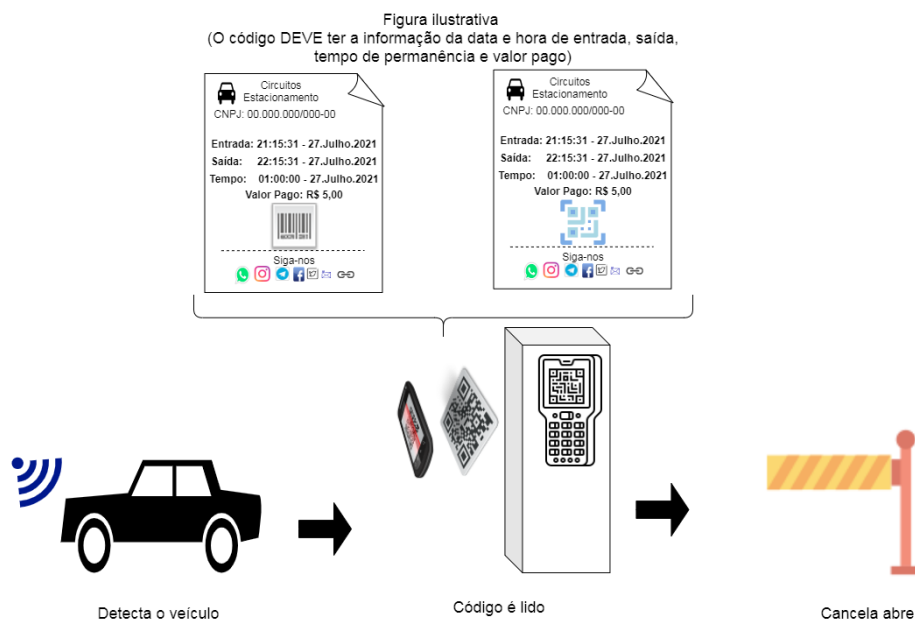 Figura ilustrativa
(O código DEVE ter a informação da data e hora de entrada, saída,
tempo de permanência e valor pago)
Circuitos
Estacionamento
CNPJ: 00.000.000/000-00
Entrada: 21:15:31 - 27.Julho.2021
Saída: 22:15:31 - 27.Julho.2021
Tempo: 01:00:00 - 27.Julho.2021
Valor Pago: R$ 5,00
Siga-nos
Circuitos
Estacionamento
CNPJ: 00.000.000/000-00
Entrada: 21:15:31 - 27.Julho.2021
Saída: 22:15:31 - 27.Julho.2021
Tempo: 01:00:00 - 27.Julho.2021
Valor Pago: R$ 5,00
Siga-nos
Detecta o veículo
Código é lido
Cancela abre